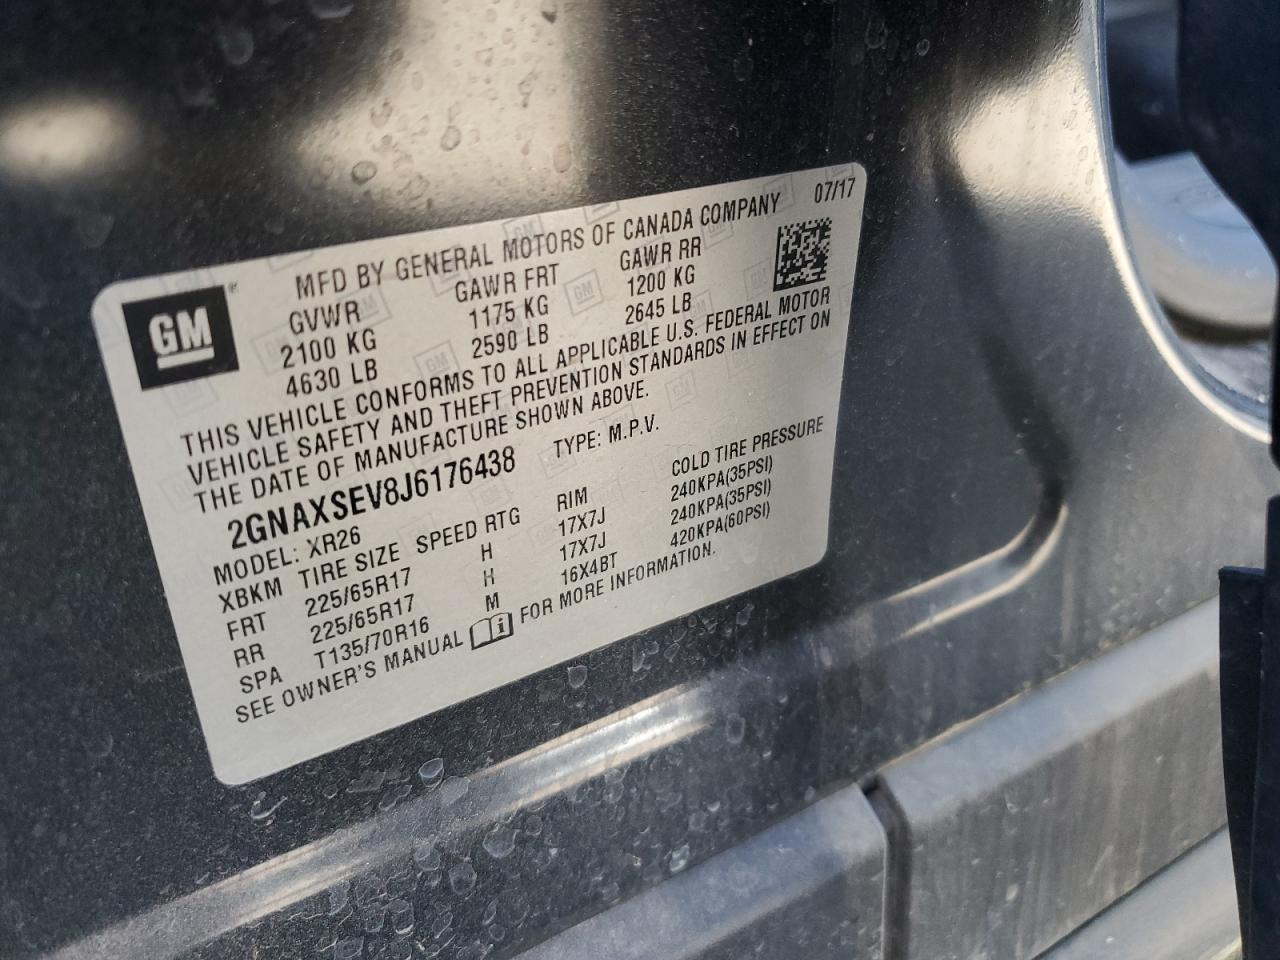 07/17
MFD BY GENERAL MOTORS OF CANADA COMPANY
GM
GVWR GAWR FRT GAWR RR
2100 KG 1175 KG 1200 KG
4630 LB 2590 LB 2645 LB
THIS VEHICLE CONFORMS TO ALL APPLICABLE U.S. FEDERAL MOTOR
VEHICLE SAFETY AND THEFT PREVENTION STANDARDS IN EFFECT ON
THE DATE OF MANUFACTURE SHOWN ABOVE.
2GNAXSEV8J6176438 TYPE: M.P.V.
MODEL: XR26
XBKM TIRE SIZE SPEED RTG RIM COLD TIRE PRESSURE
FRT 225/65R17 H 17X7J 240KPA(35PSI)
RR 225/65R17 H 17X7J 240KPA(35PSI)
SPA T135/70R16 M 16X4BT 420KPA(60PSI)
SEE OWNER'S MANUAL FOR MORE INFORMATION.